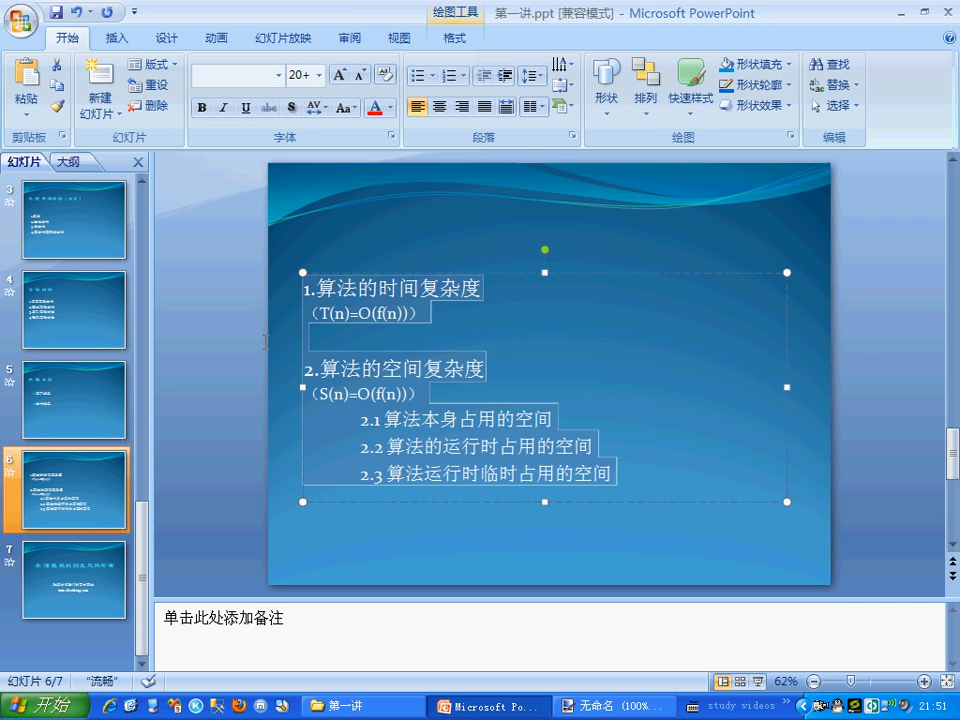 绘图工具
第一讲.ppt [兼容模式] - Microsoft PowerPoint
开始 插入 设计 动画 幻灯片放映 审阅 视图 格式
粘贴
新建
幻灯片
版式
重设
删除
20+
形状 排列 快速样式
形状填充
形状轮廓
形状效果
查找
替换
选择
剪贴板 幻灯片 字体 段落 绘图 编辑
幻灯片 大纲
3
4
5
6
7
1.算法的时间复杂度
（T(n)=O(f(n))）
2.算法的空间复杂度
（S(n)=O(f(n))）
2.1 算法本身占用的空间
2.2 算法的运行时占用的空间
2.3 算法运行时临时占用的空间
单击此处添加备注
幻灯片 6/7 “流畅” 62%
开始 第一讲 Microsoft Po... 无命名 (100%... study videos 21:51